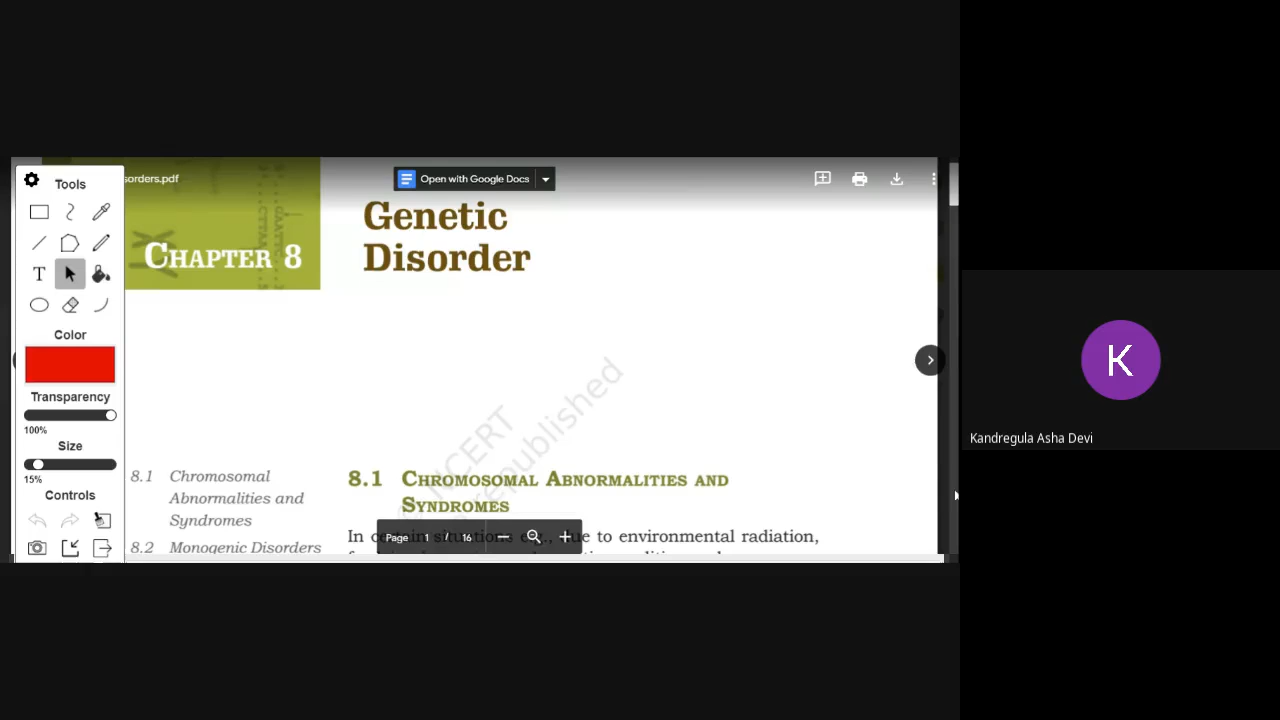 Tools
sorders.pdf
Open with Google Docs
CHAPTER 8
Genetic
Disorder
T
Color
Transparency
100%
Size
15%
Controls
NCERT
republished
8.1 Chromosomal
Abnormalities and
Syndromes
8.2 Monogenic Disorders
8.1 CHROMOSOMAL ABNORMALITIES AND
SYNDROMES
to environmental radiation,
Page 1 / 16
K
Kandregula Asha Devi